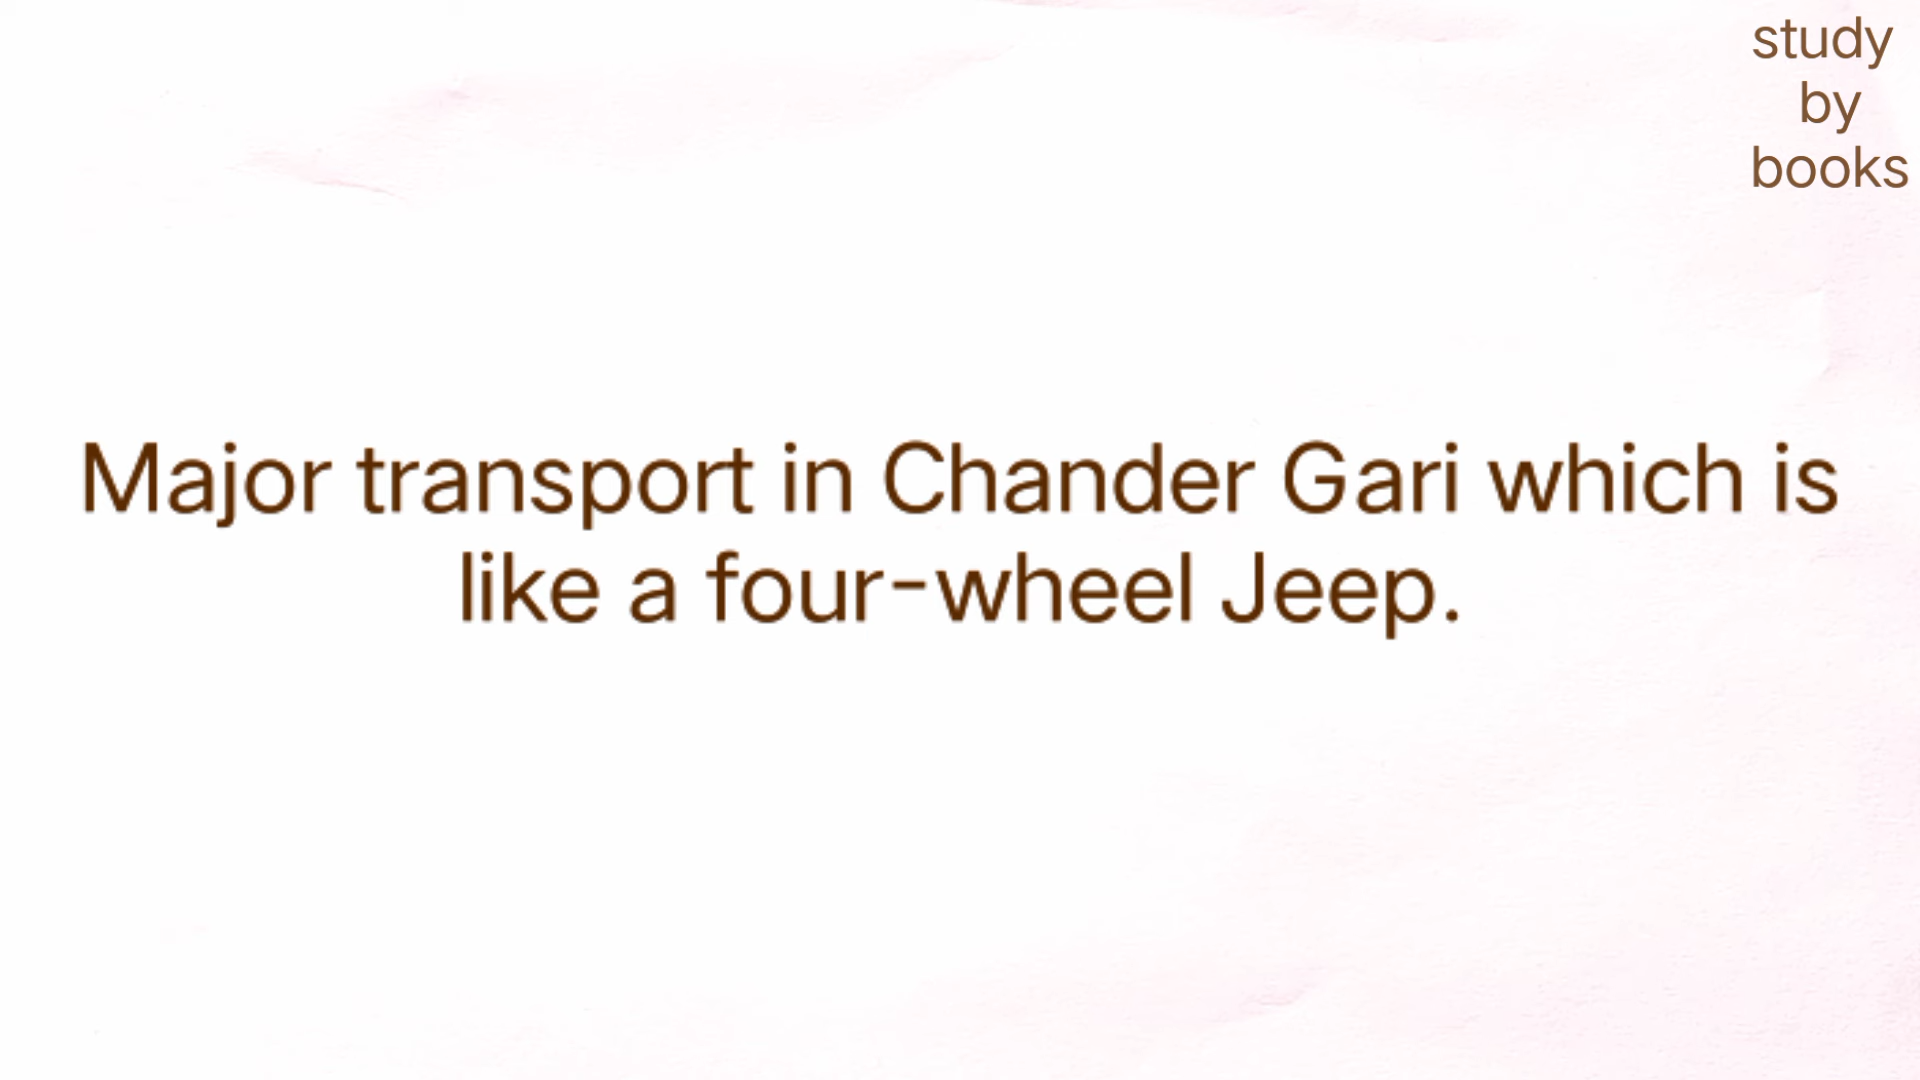 study
by
books
Major transport in Chander Gari which is
like a four-wheel Jeep.